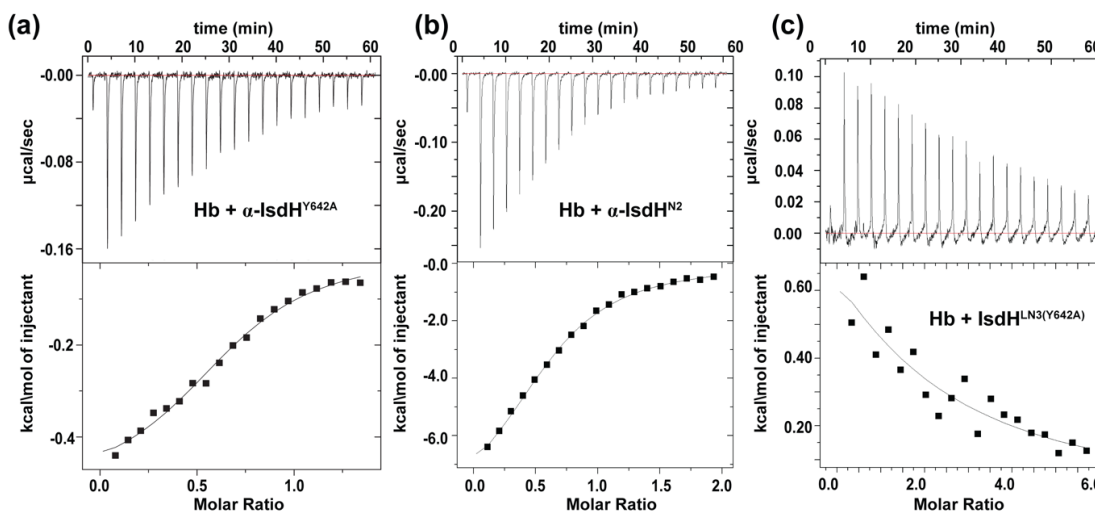 (a)
time (min)
0 10 20 30 40 50 60
-0.00
-0.08
-0.16
µcal/sec
Hb + α-IsdH^Y642A
-0.2
-0.4
kcal\mol of injectant
0.0 0.5 1.0
Molar Ratio
(b)
time (min)
0 10 20 30 40 50 60
-0.00
-0.10
-0.20
µcal/sec
Hb + α-IsdH^N2
-0.0
-2.0
-4.0
-6.0
kcal\mol of injectant
0.0 0.5 1.0 1.5 2.0
Molar Ratio
(c)
time (min)
0 10 20 30 40 50 60
0.10
0.08
0.06
0.04
0.02
0.00
µcal/sec
0.60
0.40
0.20
kcal\mol of injectant
Hb + IsdH^LN3(Y642A)
0.0 2.0 4.0 6.0
Molar Ratio